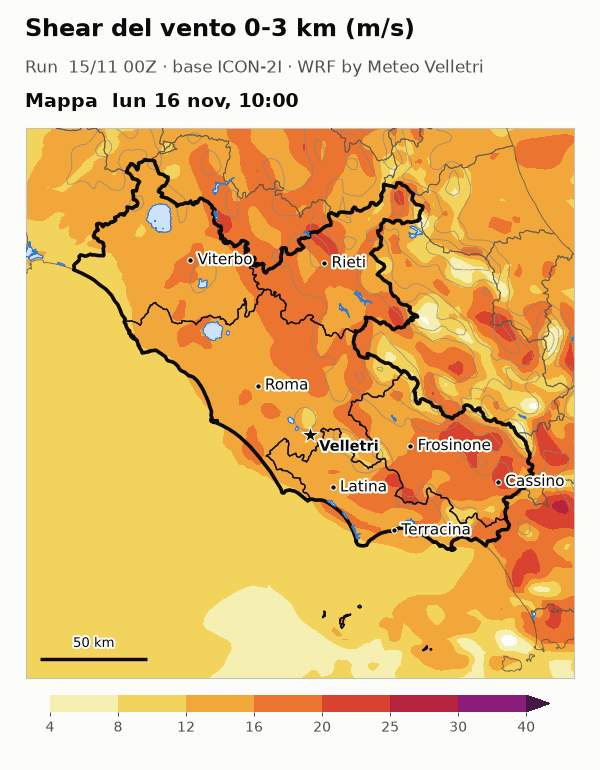 Shear del vento 0-3 km (m/s)
Run  15/11 00Z · base ICON-2I · WRF by Meteo Velletri
Mappa  lun 16 nov, 10:00
Viterbo
Rieti
Roma
Velletri
Frosinone
Cassino
Latina
Terracina
50 km
4 8 12 16 20 25 30 40